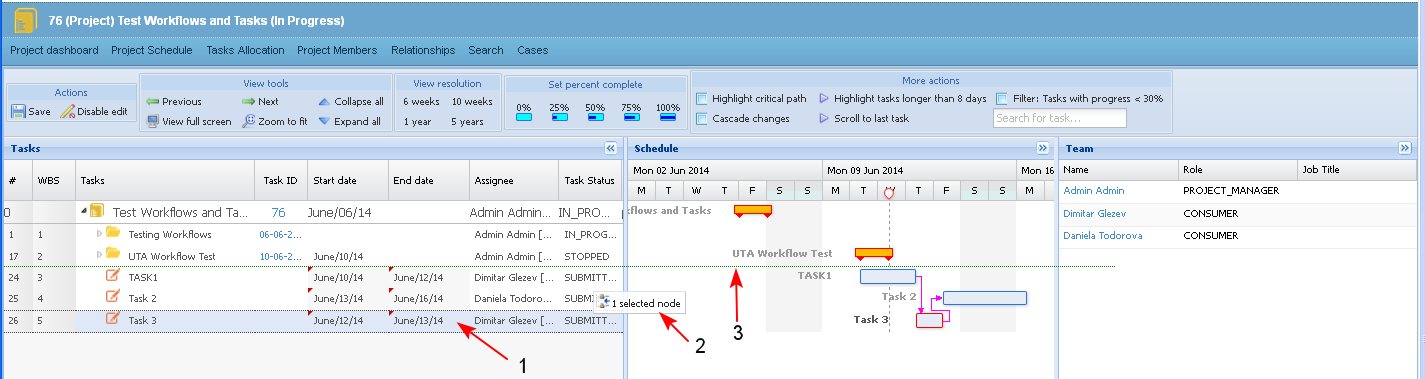 76 (Project) Test Workflows and Tasks (In Progress)
Project dashboard Project Schedule Tasks Allocation Project Members Relationships Search Cases
Actions
Save Disable edit
View tools
Previous Next Collapse all
View full screen Zoom to fit Expand all
View resolution
6 weeks 10 weeks
1 year 5 years
Set percent complete
0% 25% 50% 75% 100%
More actions
Highlight critical path Highlight tasks longer than 8 days Filter: Tasks with progress < 30%
Cascade changes Scroll to last task Search for task...
Tasks
# WBS Tasks Task ID Start date End date Assignee Task Status
0 Test Workflows and Ta... 76 June/06/14 Admin Admin... IN_PRO...
1 1 Testing Workflows 06-06-2... Admin Admin [... IN_PROG...
17 2 UTA Workflow Test 10-06-2... June/10/14 Admin Admin [... STOPPED
24 3 TASK1 June/10/14 June/12/14 Dimitar Glezev [... SUBMITT...
25 4 Task 2 June/13/14 June/16/14 Daniela Todoro... SUBM
26 5 Task 3 June/12/14 June/13/14 Dimitar Glezev [... SUBMITT...
1 selected node
1
2
Schedule
Mon 02 Jun 2014 Mon 09 Jun 2014 Mon 16
M T W T F S S M T W T F S S M
kflows and Tasks
UTA Workflow Test
TASK1
Task 2
Task 3
3
Team
Name Role Job Title
Admin Admin PROJECT_MANAGER
Dimitar Glezev CONSUMER
Daniela Todorova CONSUMER